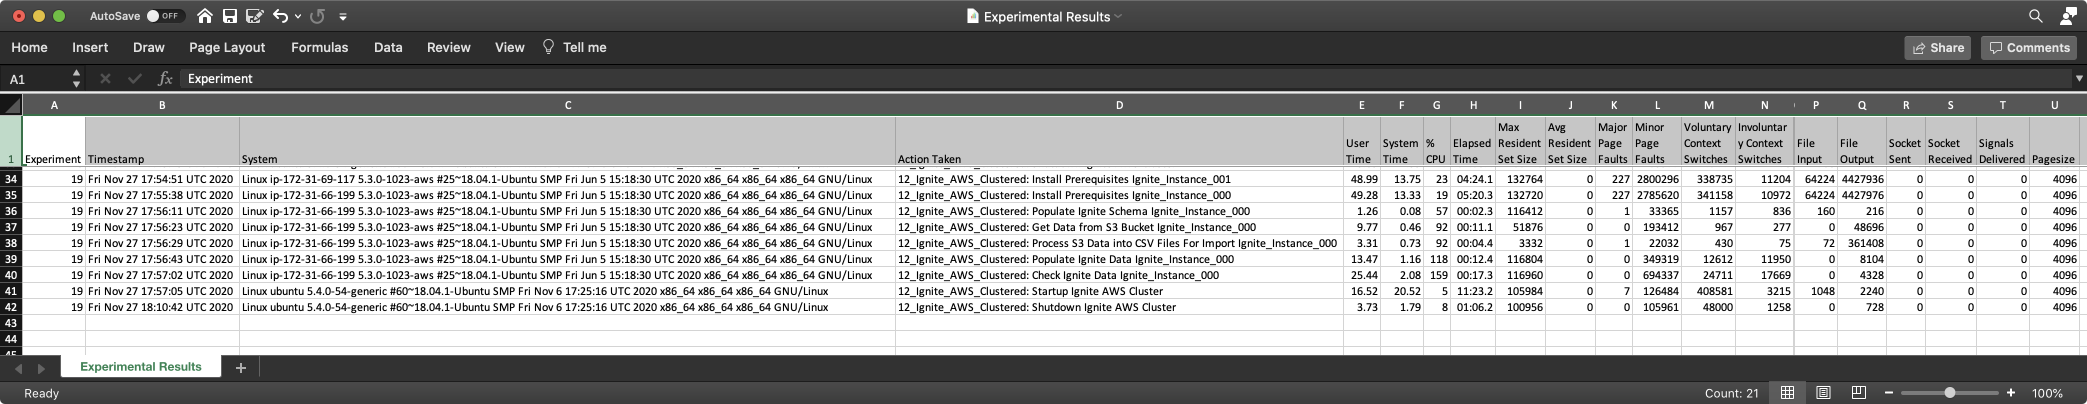 AutoSave OFF Experimental Results
Home Insert Draw Page Layout Formulas Data Review View Tell me Share Comments
A1 fx Experiment
A B C D E F G H I J K L M N P Q R S T U
1 Experiment Timestamp System Action Taken User Time System Time % CPU Elapsed Time Max Resident Set Size Avg Resident Set Size Major Page Faults Minor Page Faults Voluntary Context Switches Involuntary Context Switches File Input File Output Socket Sent Socket Received Signals Delivered Pagesize
34 19 Fri Nov 27 17:54:51 UTC 2020 Linux ip-172-31-69-117 5.3.0-1023-aws #25~18.04.1-Ubuntu SMP Fri Jun 5 15:18:30 UTC 2020 x86_64 x86_64 x86_64 GNU/Linux 12_Ignite_AWS_Clustered: Install Prerequisites Ignite_Instance_001 48.99 13.75 23 04:24.1 132764 0 227 2800296 338735 11204 64224 4427936 0 0 0 4096
35 19 Fri Nov 27 17:55:38 UTC 2020 Linux ip-172-31-66-199 5.3.0-1023-aws #25~18.04.1-Ubuntu SMP Fri Jun 5 15:18:30 UTC 2020 x86_64 x86_64 x86_64 GNU/Linux 12_Ignite_AWS_Clustered: Install Prerequisites Ignite_Instance_000 49.28 13.33 19 05:20.3 132720 0 227 2785620 341158 10972 64224 4427976 0 0 0 4096
36 19 Fri Nov 27 17:56:11 UTC 2020 Linux ip-172-31-66-199 5.3.0-1023-aws #25~18.04.1-Ubuntu SMP Fri Jun 5 15:18:30 UTC 2020 x86_64 x86_64 x86_64 GNU/Linux 12_Ignite_AWS_Clustered: Populate Ignite Schema Ignite_Instance_000 1.26 0.08 57 00:02.3 116412 0 1 33365 1157 836 160 216 0 0 0 4096
37 19 Fri Nov 27 17:56:23 UTC 2020 Linux ip-172-31-66-199 5.3.0-1023-aws #25~18.04.1-Ubuntu SMP Fri Jun 5 15:18:30 UTC 2020 x86_64 x86_64 x86_64 GNU/Linux 12_Ignite_AWS_Clustered: Get Data from S3 Bucket Ignite_Instance_000 9.77 0.46 92 00:11.1 51876 0 0 193412 967 277 0 48696 0 0 0 4096
38 19 Fri Nov 27 17:56:29 UTC 2020 Linux ip-172-31-66-199 5.3.0-1023-aws #25~18.04.1-Ubuntu SMP Fri Jun 5 15:18:30 UTC 2020 x86_64 x86_64 x86_64 GNU/Linux 12_Ignite_AWS_Clustered: Process S3 Data into CSV Files For Import Ignite_Instance_000 3.31 0.73 92 00:04.4 3332 0 1 22032 430 75 72 361408 0 0 0 4096
39 19 Fri Nov 27 17:56:43 UTC 2020 Linux ip-172-31-66-199 5.3.0-1023-aws #25~18.04.1-Ubuntu SMP Fri Jun 5 15:18:30 UTC 2020 x86_64 x86_64 x86_64 GNU/Linux 12_Ignite_AWS_Clustered: Populate Ignite Data Ignite_Instance_000 13.47 1.16 118 00:12.4 116804 0 0 349319 12612 11950 0 8104 0 0 0 4096
40 19 Fri Nov 27 17:57:02 UTC 2020 Linux ip-172-31-66-199 5.3.0-1023-aws #25~18.04.1-Ubuntu SMP Fri Jun 5 15:18:30 UTC 2020 x86_64 x86_64 x86_64 GNU/Linux 12_Ignite_AWS_Clustered: Check Ignite Data Ignite_Instance_000 25.44 2.08 159 00:17.3 116960 0 0 694337 24711 17669 0 4328 0 0 0 4096
41 19 Fri Nov 27 17:57:05 UTC 2020 Linux ubuntu 5.4.0-54-generic #60~18.04.1-Ubuntu SMP Fri Nov 6 17:25:16 UTC 2020 x86_64 x86_64 x86_64 GNU/Linux 12_Ignite_AWS_Clustered: Startup Ignite AWS Cluster 16.52 20.52 5 11:23.2 105984 0 7 126484 408581 3215 1048 2240 0 0 0 4096
42 19 Fri Nov 27 18:10:42 UTC 2020 Linux ubuntu 5.4.0-54-generic #60~18.04.1-Ubuntu SMP Fri Nov 6 17:25:16 UTC 2020 x86_64 x86_64 x86_64 GNU/Linux 12_Ignite_AWS_Clustered: Shutdown Ignite AWS Cluster 3.73 1.79 8 01:06.2 100956 0 0 105961 48000 1258 0 728 0 0 0 4096
43
44
Experimental Results +
Ready Count: 21 100%